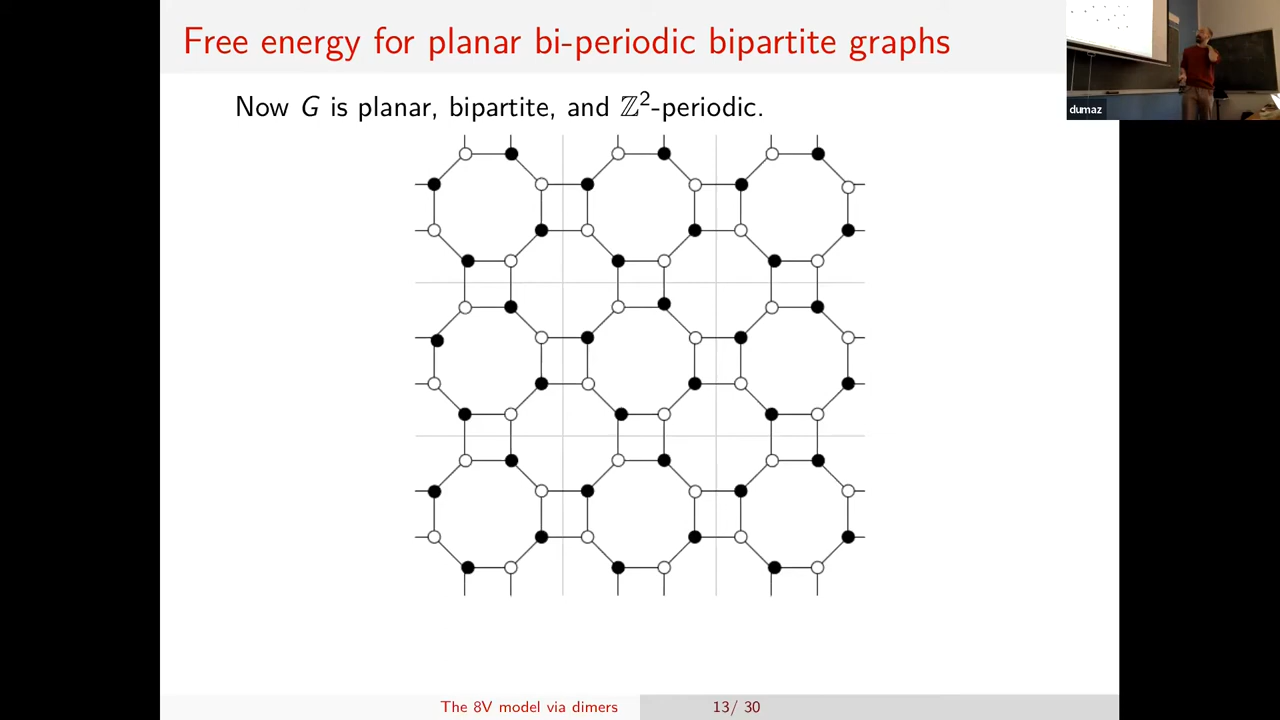 Free energy for planar bi-periodic bipartite graphs
Now G is planar, bipartite, and ℤ²-periodic.
dumaz
The 8V model via dimers
13/ 30